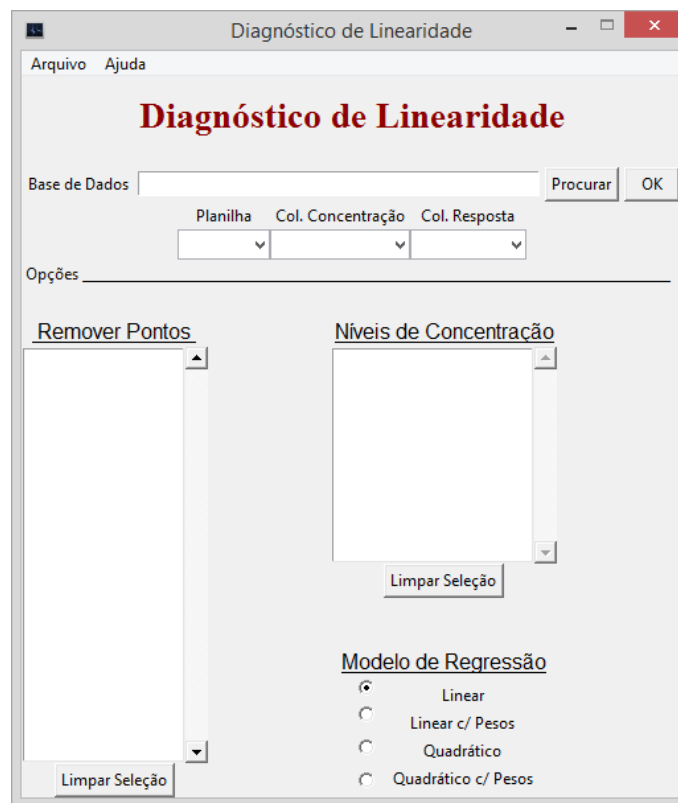 Diagnóstico de Linearidade
Arquivo Ajuda
Diagnóstico de Linearidade
Base de Dados Procurar OK
Planilha Col. Concentração Col. Resposta
Opções
Remover Pontos Níveis de Concentração
Limpar Seleção
Modelo de Regressão
Linear
Linear c/ Pesos
Quadrático
Limpar Seleção Quadrático c/ Pesos